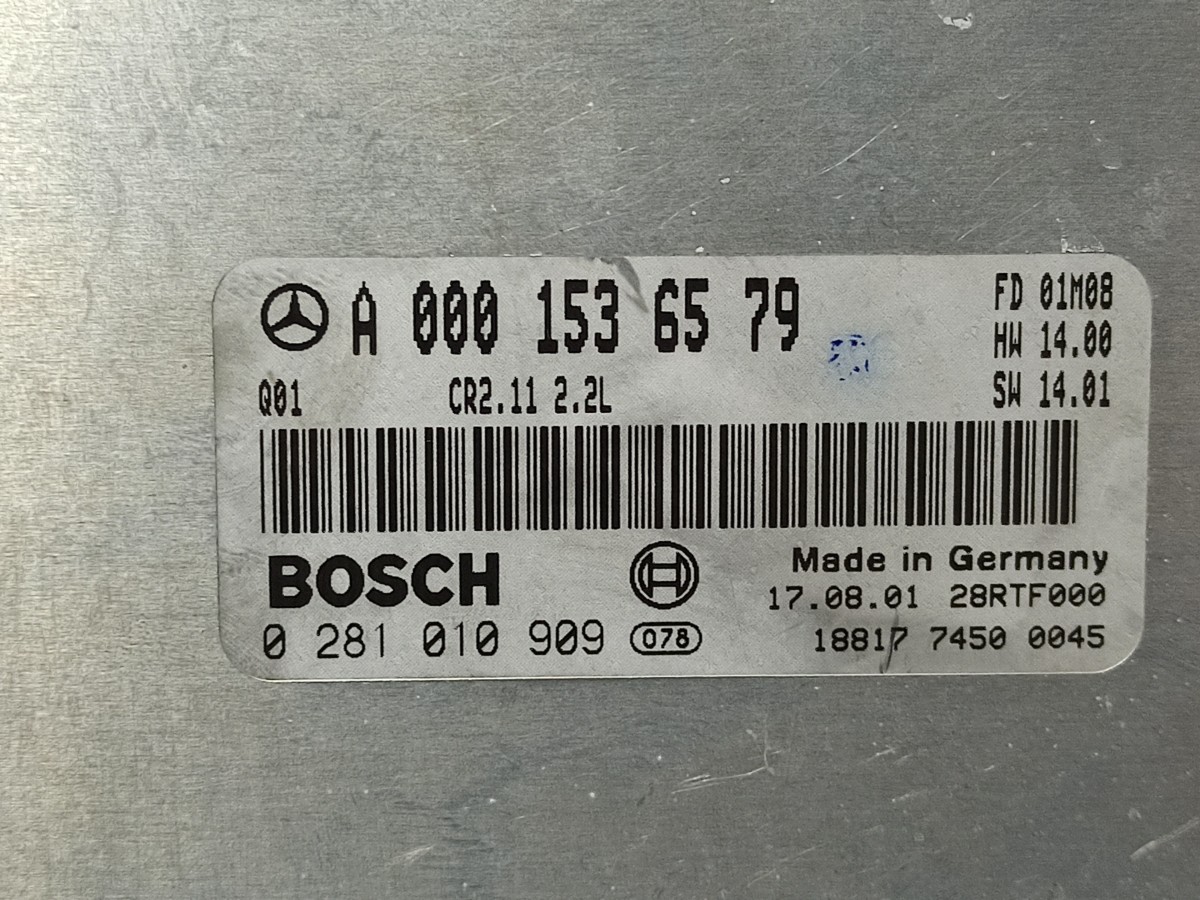 A 000 153 65 79
FD 01M08
HW 14.00
Q01 CR2.11 2.2L
SW 14.01
BOSCH
Made in Germany
17.08.01 28RTF000
0 281 010 909 078
18817 7450 0045